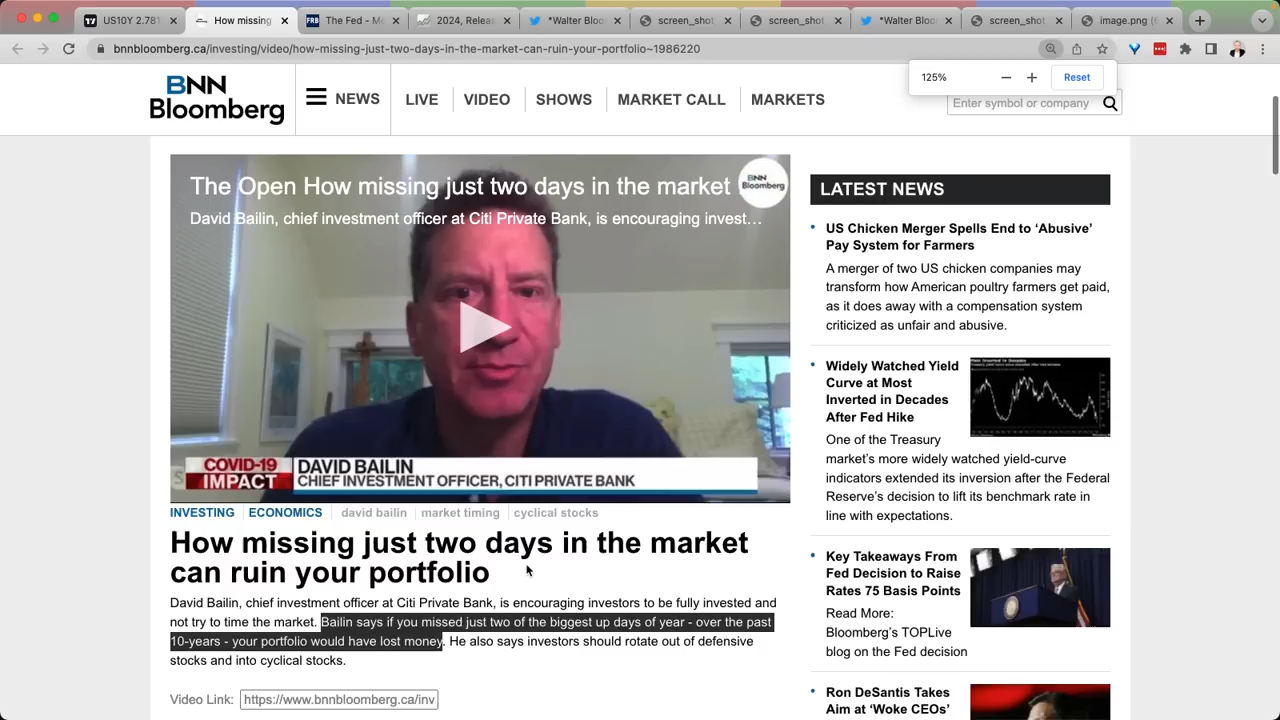 US10Y 2.781
How missing
FRB
The Fed - Mo
2024, Releas
*Walter Bloo
screen_shot
screen_shot
*Walter Bloo
screen_shot
image.png (6
bnnbloomberg.ca/investing/video/how-missing-just-two-days-in-the-market-can-ruin-your-portfolio~1986220
125%
Reset
BNN
Bloomberg
NEWS
LIVE
VIDEO
SHOWS
MARKET CALL
MARKETS
Enter symbol or company
The Open How missing just two days in the market
BNN
Bloomberg
David Bailin, chief investment officer at Citi Private Bank, is encouraging invest...
COVID-19
IMPACT
DAVID BAILIN
CHIEF INVESTMENT OFFICER, CITI PRIVATE BANK
INVESTING
ECONOMICS
david bailin
market timing
cyclical stocks
How missing just two days in the market
can ruin your portfolio
David Bailin, chief investment officer at Citi Private Bank, is encouraging investors to be fully invested and
not try to time the market. Bailin says if you missed just two of the biggest up days of year - over the past
10-years - your portfolio would have lost money. He also says investors should rotate out of defensive
stocks and into cyclical stocks.
Video Link: https://www.bnnbloomberg.ca/inv
LATEST NEWS
US Chicken Merger Spells End to ‘Abusive’
Pay System for Farmers
A merger of two US chicken companies may
transform how American poultry farmers get paid,
as it does away with a compensation system
criticized as unfair and abusive.
Widely Watched Yield
Curve at Most
Inverted in Decades
After Fed Hike
One of the Treasury
market’s more widely watched yield-curve
indicators extended its inversion after the Federal
Reserve’s decision to lift its benchmark rate in
line with expectations.
Key Takeaways From
Fed Decision to Raise
Rates 75 Basis Points
Read More:
Bloomberg’s TOPLive
blog on the Fed decision
Ron DeSantis Takes
Aim at ‘Woke CEOs’